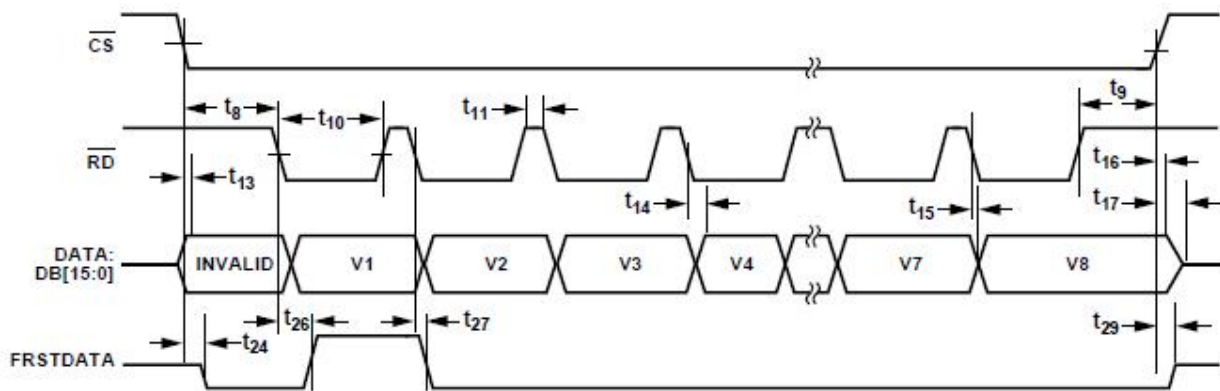 CS
t8
t10
t11
t9
RD
t13
t14
t15
t16
t17
DATA:
DB[15:0]
INVALID V1 V2 V3 V4 V7 V8
t24
t26
t27
t29
FRSTDATA